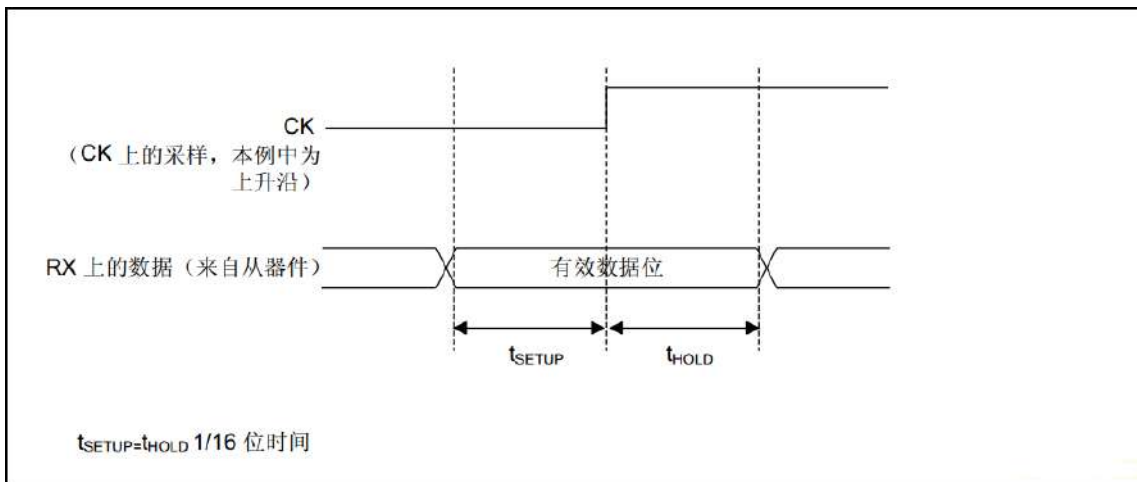 CK
（CK 上的采样，本例中为
上升沿）
RX 上的数据（来自从器件）
有效数据位
tSETUP
tHOLD
tSETUP=tHOLD 1/16 位时间